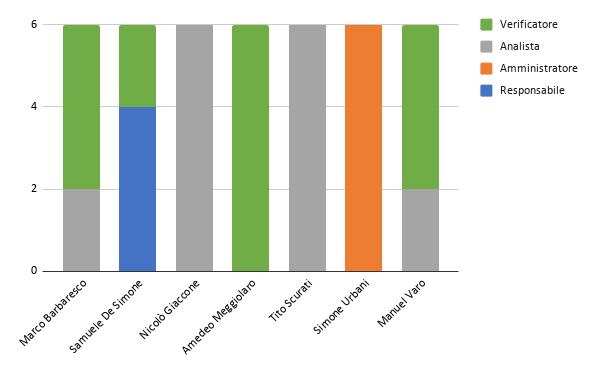 6
4
2
0
Marco Barbaresco
Samuele De Simone
Nicolò Giaccone
Amedeo Meggiolaro
Tito Scurati
Simone Urbani
Manuel Varo
Verificatore
Analista
Amministratore
Responsabile